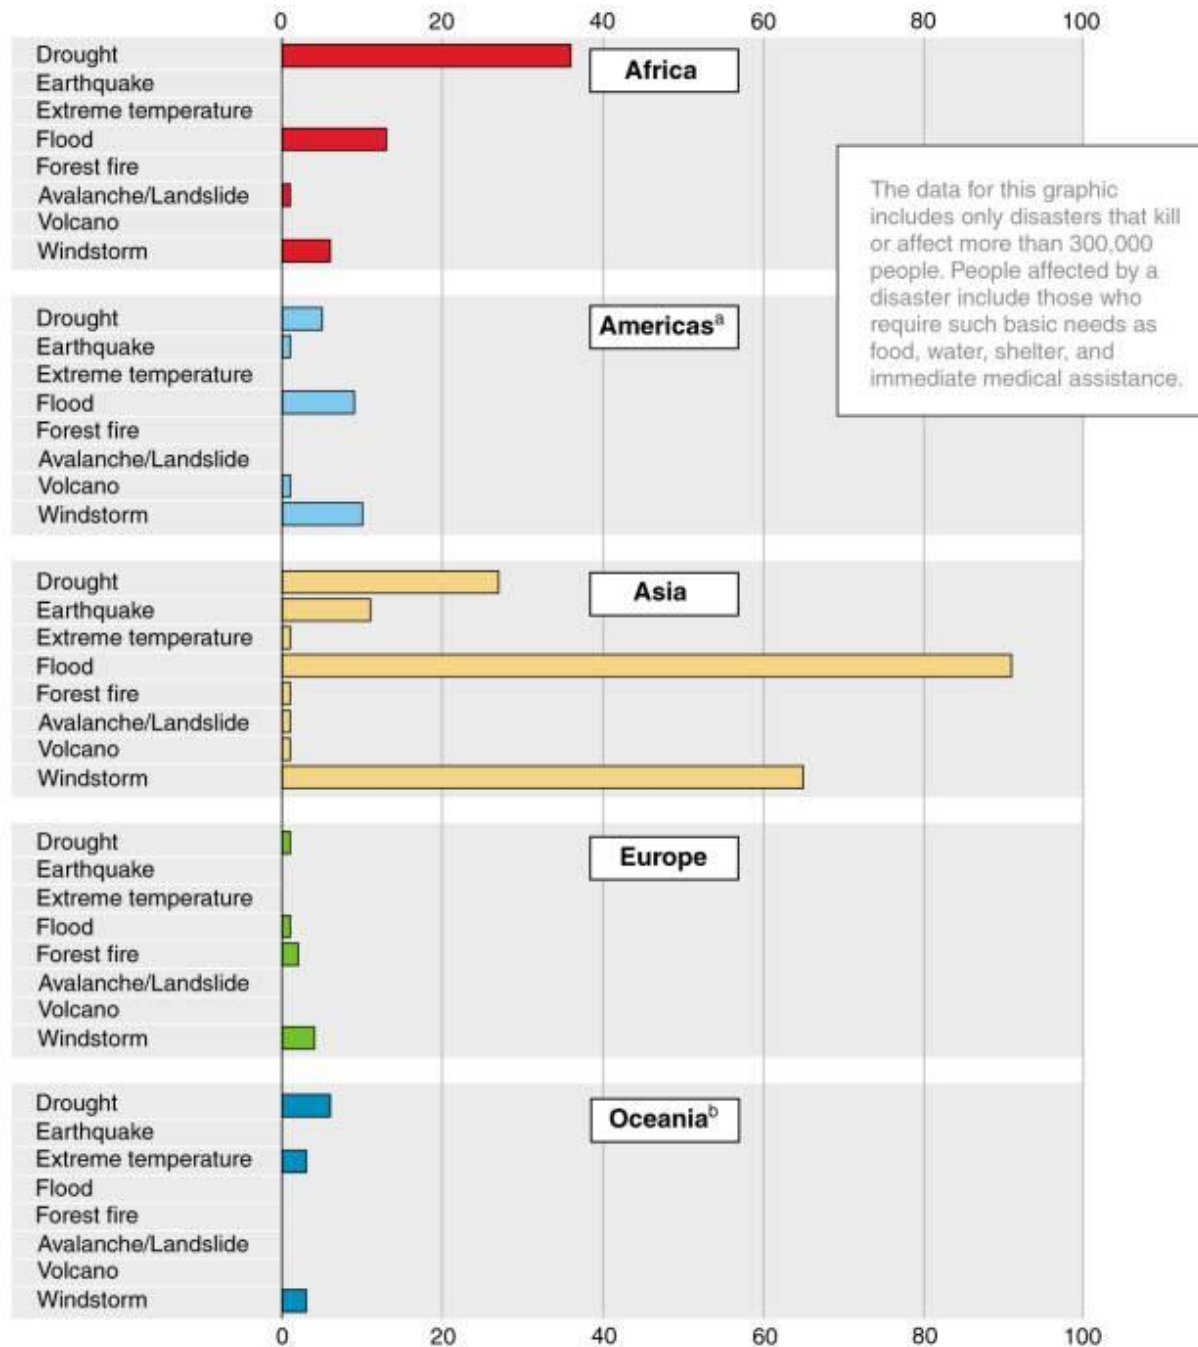 0 20 40 60 80 100
Africa
Drought
Earthquake
Extreme temperature
Flood
Forest fire
Avalanche/Landslide
Volcano
Windstorm
The data for this graphic
includes only disasters that kill
or affect more than 300,000
people. People affected by a
disaster include those who
require such basic needs as
food, water, shelter, and
immediate medical assistance.
Americasᵃ
Drought
Earthquake
Extreme temperature
Flood
Forest fire
Avalanche/Landslide
Volcano
Windstorm
Asia
Drought
Earthquake
Extreme temperature
Flood
Forest fire
Avalanche/Landslide
Volcano
Windstorm
Europe
Drought
Earthquake
Extreme temperature
Flood
Forest fire
Avalanche/Landslide
Volcano
Windstorm
Oceaniaᵇ
Drought
Earthquake
Extreme temperature
Flood
Forest fire
Avalanche/Landslide
Volcano
Windstorm
0 20 40 60 80 100